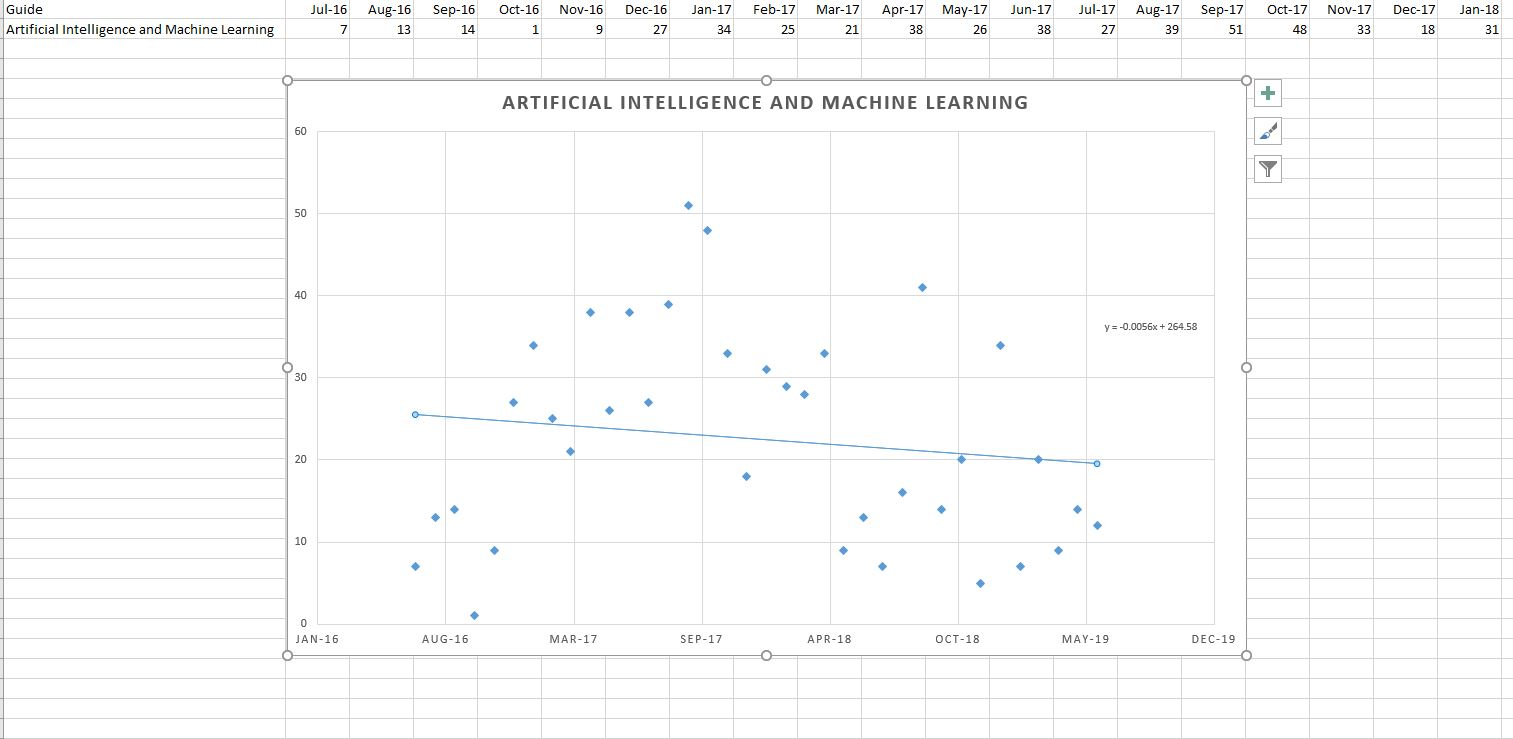 Guide Jul-16 Aug-16 Sep-16 Oct-16 Nov-16 Dec-16 Jan-17 Feb-17 Mar-17 Apr-17 May-17 Jun-17 Jul-17 Aug-17 Sep-17 Oct-17 Nov-17 Dec-17 Jan-18
Artificial Intelligence and Machine Learning 7 13 14 1 9 27 34 25 21 38 26 38 27 39 51 48 33 18 31
ARTIFICIAL INTELLIGENCE AND MACHINE LEARNING
60
50
40
y = -0.0056x + 264.58
30
20
10
0
JAN-16 AUG-16 MAR-17 SEP-17 APR-18 OCT-18 MAY-19 DEC-19